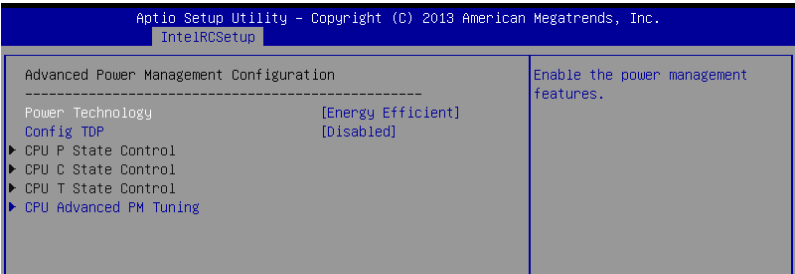 Aptio Setup Utility – Copyright (C) 2013 American Megatrends, Inc.
IntelRCSetup
Advanced Power Management Configuration
--------------------------------------------------
Power Technology [Energy Efficient]
Config TDP [Disabled]
CPU P State Control
CPU C State Control
CPU T State Control
CPU Advanced PM Tuning
Enable the power management
features.